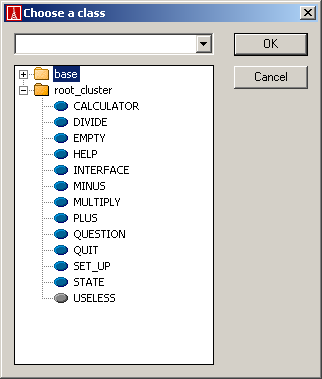 Choose a class
OK
Cancel
base
root_cluster
CALCULATOR
DIVIDE
EMPTY
HELP
INTERFACE
MINUS
MULTIPLY
PLUS
QUESTION
QUIT
SET_UP
STATE
USELESS